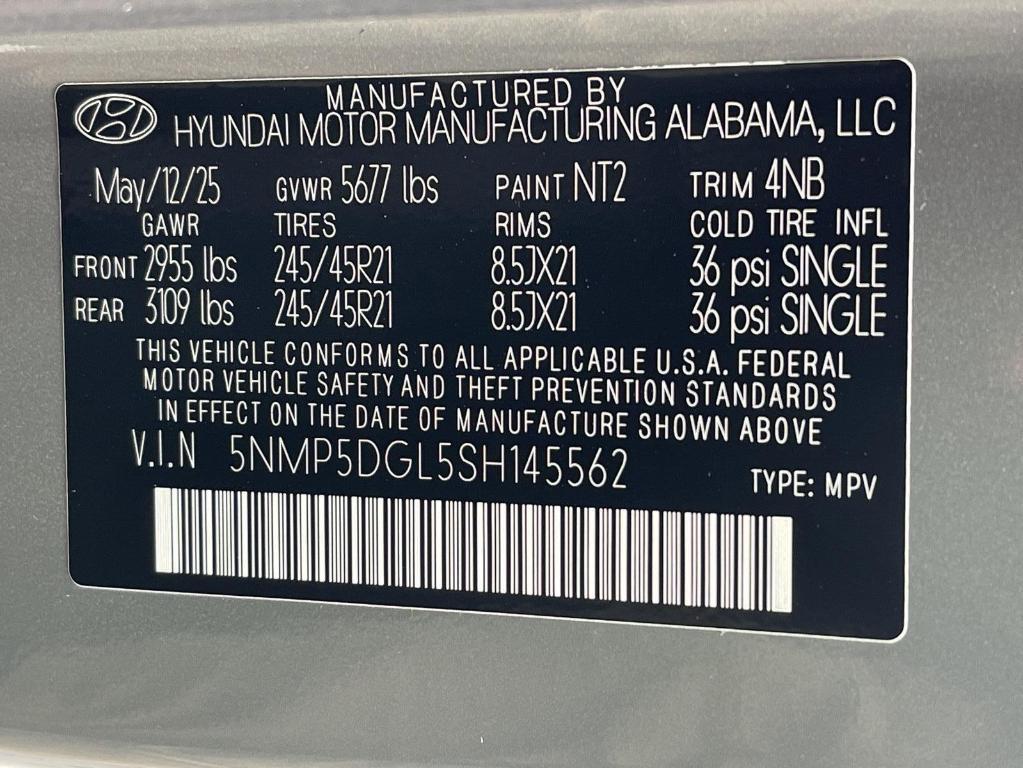 MANUFACTURED BY
HYUNDAI MOTOR MANUFACTURING ALABAMA, LLC
May/12/25 GVWR 5677 lbs PAINT NT2 TRIM 4NB
GAWR TIRES RIMS COLD TIRE INFL
FRONT 2955 lbs 245/45R21 8.5JX21 36 psi SINGLE
REAR 3109 lbs 245/45R21 8.5JX21 36 psi SINGLE
THIS VEHICLE CONFORMS TO ALL APPLICABLE U.S.A. FEDERAL
MOTOR VEHICLE SAFETY AND THEFT PREVENTION STANDARDS
IN EFFECT ON THE DATE OF MANUFACTURE SHOWN ABOVE
V.I.N 5NMP5DGL5SH145562 TYPE: MPV